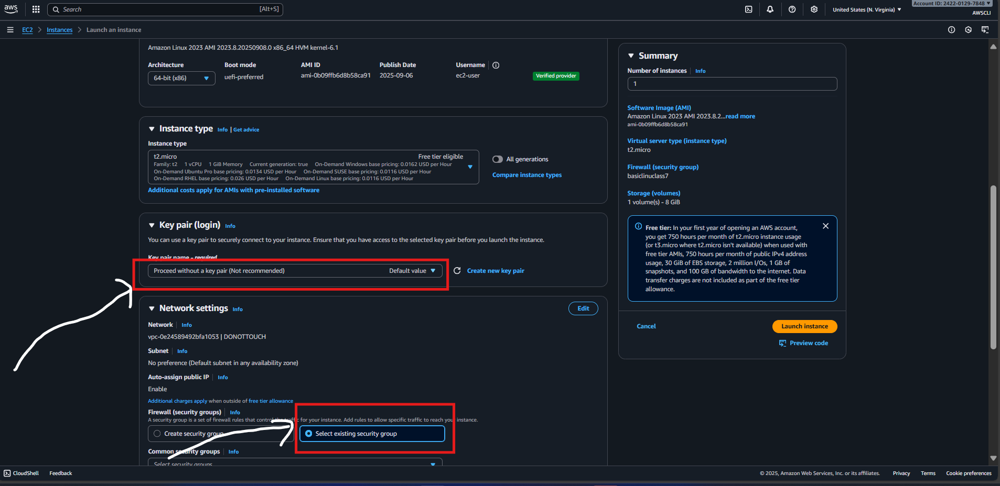 aws
Search
[Alt+S]
United States (N. Virginia)
Account ID: 2422-0129-7848
AWSCLI
EC2
Instances
Launch an instance
Amazon Linux 2023 AMI 2023.8.20250908.0 x86_64 HVM kernel-6.1
Architecture
Boot mode
AMI ID
Publish Date
Username
64-bit (x86)
uefi-preferred
ami-0b09ffb6d8b58ca91
2025-09-06
ec2-user
Verified provider
Instance type Info | Get advice
Instance type
t2.micro
Free tier eligible
Family: t2 1 vCPU 1 GiB Memory Current generation: true On-Demand Windows base pricing: 0.0162 USD per Hour
On-Demand Ubuntu Pro base pricing: 0.0134 USD per Hour On-Demand SUSE base pricing: 0.0116 USD per Hour
On-Demand RHEL base pricing: 0.026 USD per Hour On-Demand Linux base pricing: 0.0116 USD per Hour
All generations
Compare instance types
Additional costs apply for AMIs with pre-installed software
Key pair (login) Info
You can use a key pair to securely connect to your instance. Ensure that you have access to the selected key pair before you launch the instance.
Key pair name - required
Proceed without a key pair (Not recommended)
Default value
Create new key pair
Network settings Info
Edit
Network Info
vpc-0e24589492bfa1053 | DONOTTOUCH
Subnet Info
No preference (Default subnet in any availability zone)
Auto-assign public IP Info
Enable
Additional charges apply when outside of free tier allowance
Firewall (security groups) Info
A security group is a set of firewall rules that control the traffic for your instance. Add rules to allow specific traffic to reach your instance.
Create security group
Select existing security group
Common security groups Info
Select security groups
Summary
Number of instances Info
1
Software Image (AMI)
Amazon Linux 2023 AMI 2023.8.2...read more
ami-0b09ffb6d8b58ca91
Virtual server type (instance type)
t2.micro
Firewall (security group)
basiclinuclass7
Storage (volumes)
1 volume(s) - 8 GiB
Free tier: In your first year of opening an AWS account,
you get 750 hours per month of t2.micro instance usage
(or t3.micro where t2.micro isn't available) when used with
free tier AMIs, 750 hours per month of public IPv4 address
usage, 30 GiB of EBS storage, 2 million I/Os, 1 GB of
snapshots, and 100 GB of bandwidth to the internet. Data
transfer charges are not included as part of the free tier
allowance.
Cancel
Launch instance
Preview code
CloudShell
Feedback
© 2025, Amazon Web Services, Inc. or its affiliates.
Privacy
Terms
Cookie preferences